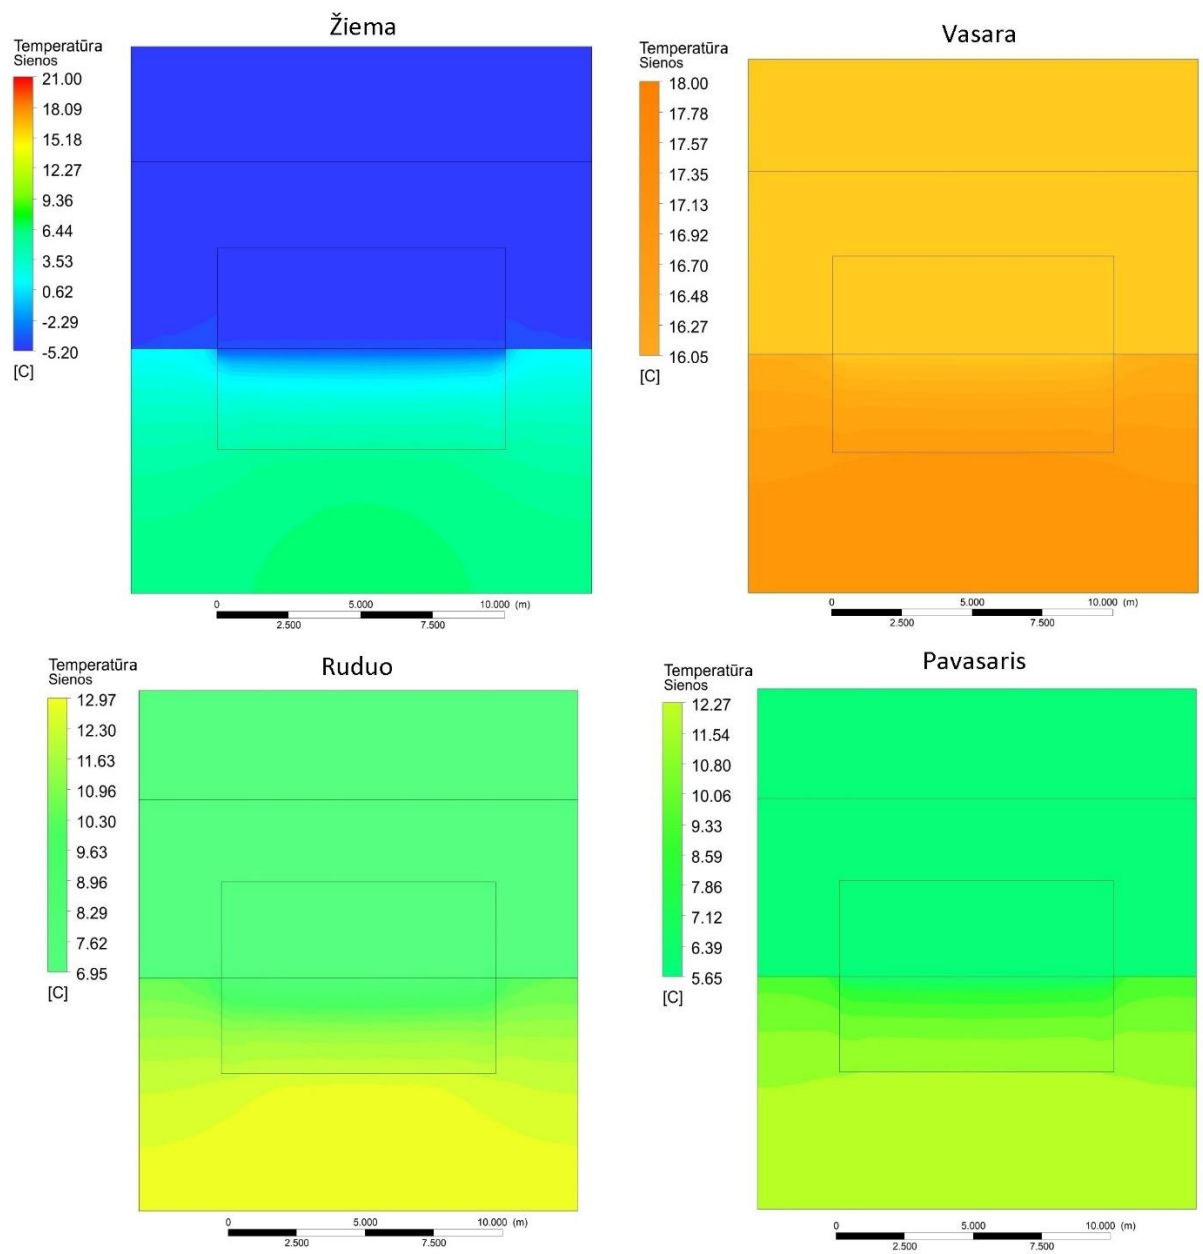 Žiema
Temperatūra
Sienos
21.00
18.09
15.18
12.27
9.36
6.44
3.53
0.62
-2.29
-5.20
[C]
0 5.000 10.000 (m)
2.500 7.500
Vasara
Temperatūra
Sienos
18.00
17.78
17.57
17.35
17.13
16.92
16.70
16.48
16.27
16.05
[C]
0 5.000 10.000 (m)
2.500 7.500
Ruduo
Temperatūra
Sienos
12.97
12.30
11.63
10.96
10.30
9.63
8.96
8.29
7.62
6.95
[C]
0 5.000 10.000 (m)
2.500 7.500
Pavasaris
Temperatūra
Sienos
12.27
11.54
10.80
10.06
9.33
8.59
7.86
7.12
6.39
5.65
[C]
0 5.000 10.000 (m)
2.500 7.500